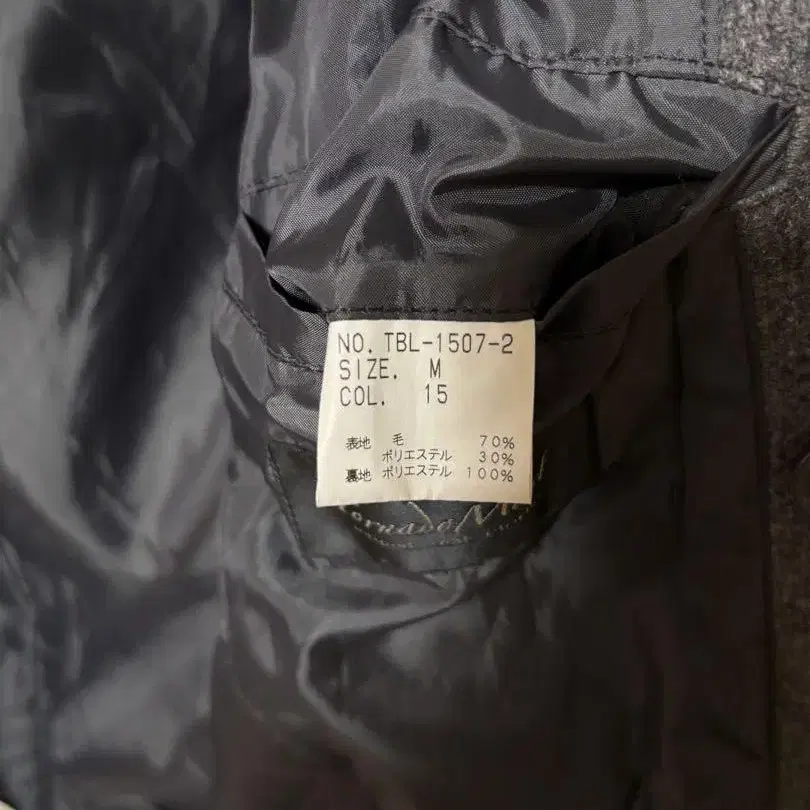 NO. TBL-1507-2
SIZE. M
COL. 15
表地 毛 70%
ポリエステル 30%
裏地 ポリエステル 100%